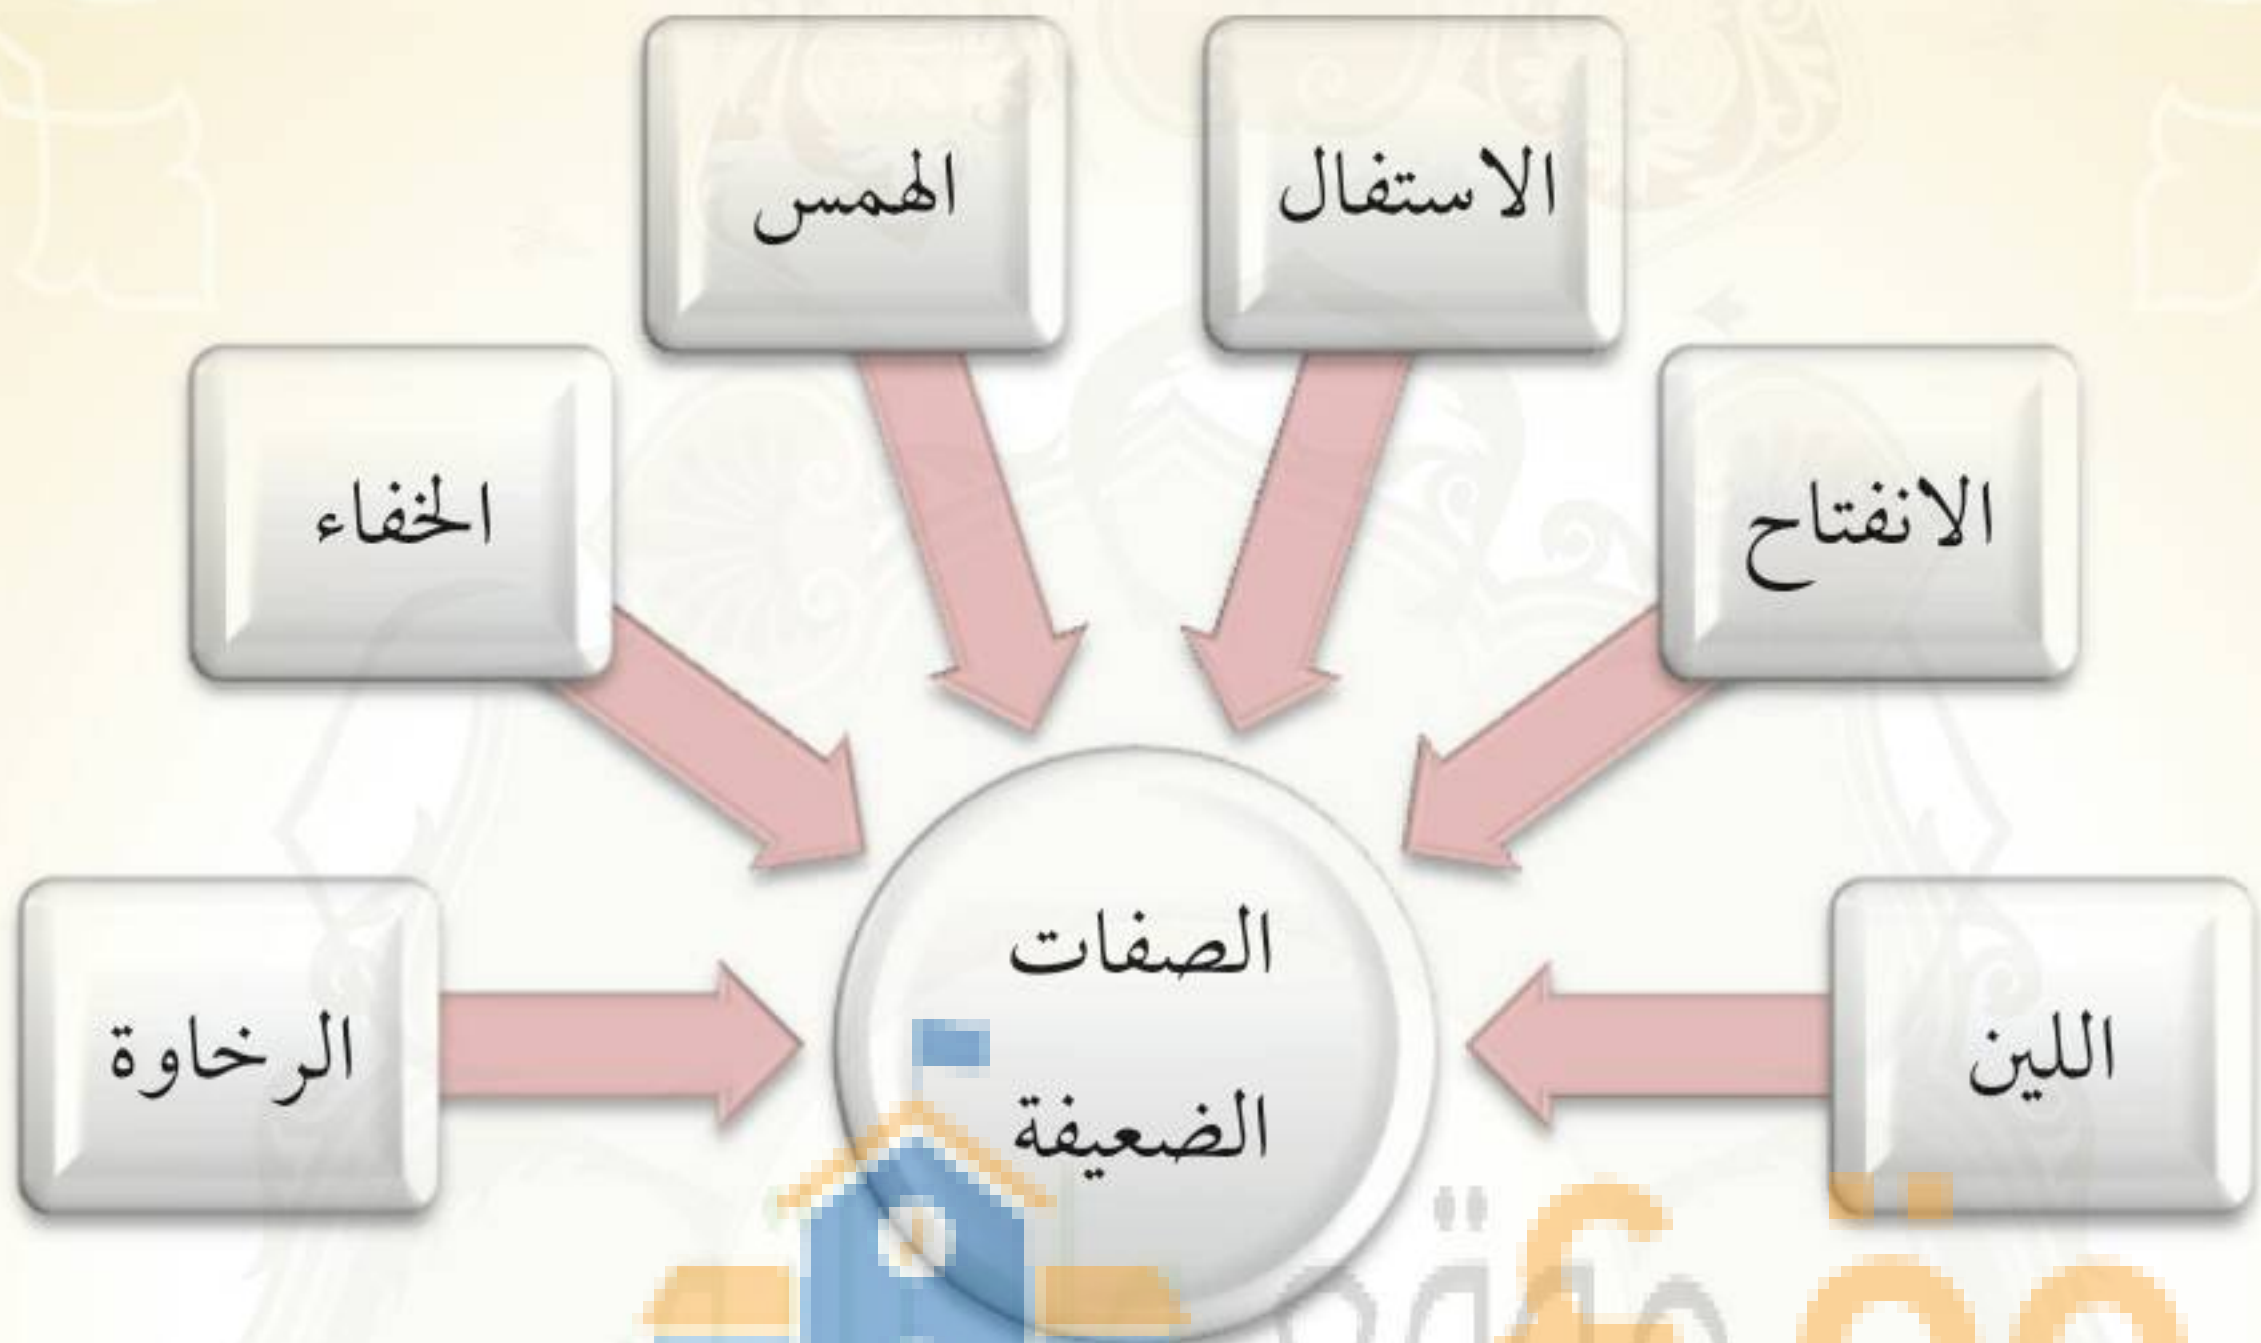 الاستفال
الهمس
الانفتاح
الخفاء
اللين
الرخاوة
الصفات
الضعيفة